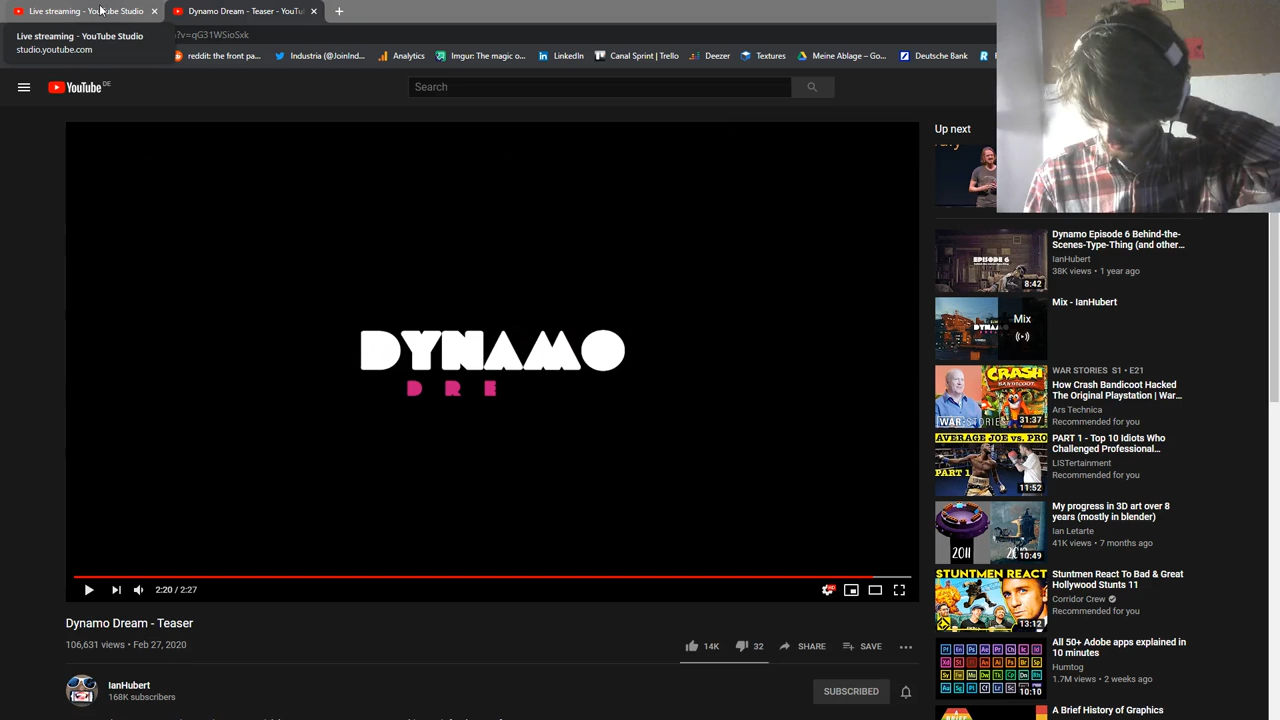 Live streaming - YouTube Studio
Dynamo Dream - Teaser - YouTu
Live streaming - YouTube Studio
studio.youtube.com
?v=qG31WSioSxk
reddit: the front pa...
Industria (@JoinInd...
Analytics
Imgur: The magic o...
LinkedIn
Canal Sprint | Trello
Deezer
Textures
Meine Ablage – Go...
Deutsche Bank
YouTube DE
Search
DYNAMO
DRE
2:20 / 2:27
Dynamo Dream - Teaser
106,631 views • Feb 27, 2020
14K
32
SHARE
SAVE
IanHubert
168K subscribers
SUBSCRIBED
Up next
EPISODE 6
8:42
Dynamo Episode 6 Behind-the-
Scenes-Type-Thing (and other...
IanHubert
38K views • 1 year ago
Mix
Mix - IanHubert
WAR STORIES S1 • E21
CRASH
BANDICOOT
WAR STORIES
31:37
How Crash Bandicoot Hacked
The Original Playstation | War...
Ars Technica
Recommended for you
AVERAGE JOE vs. PRO
PART 1
11:52
PART 1 - Top 10 Idiots Who
Challenged Professional...
LISTertainment
Recommended for you
2011
10:49
My progress in 3D art over 8
years (mostly in blender)
Ian Letarte
41K views • 7 months ago
STUNTMEN REACT
13:12
Stuntmen React To Bad & Great
Hollywood Stunts 11
Corridor Crew
Recommended for you
10:10
All 50+ Adobe apps explained in
10 minutes
Humtog
1.7M views • 2 weeks ago
A Brief History of Graphics